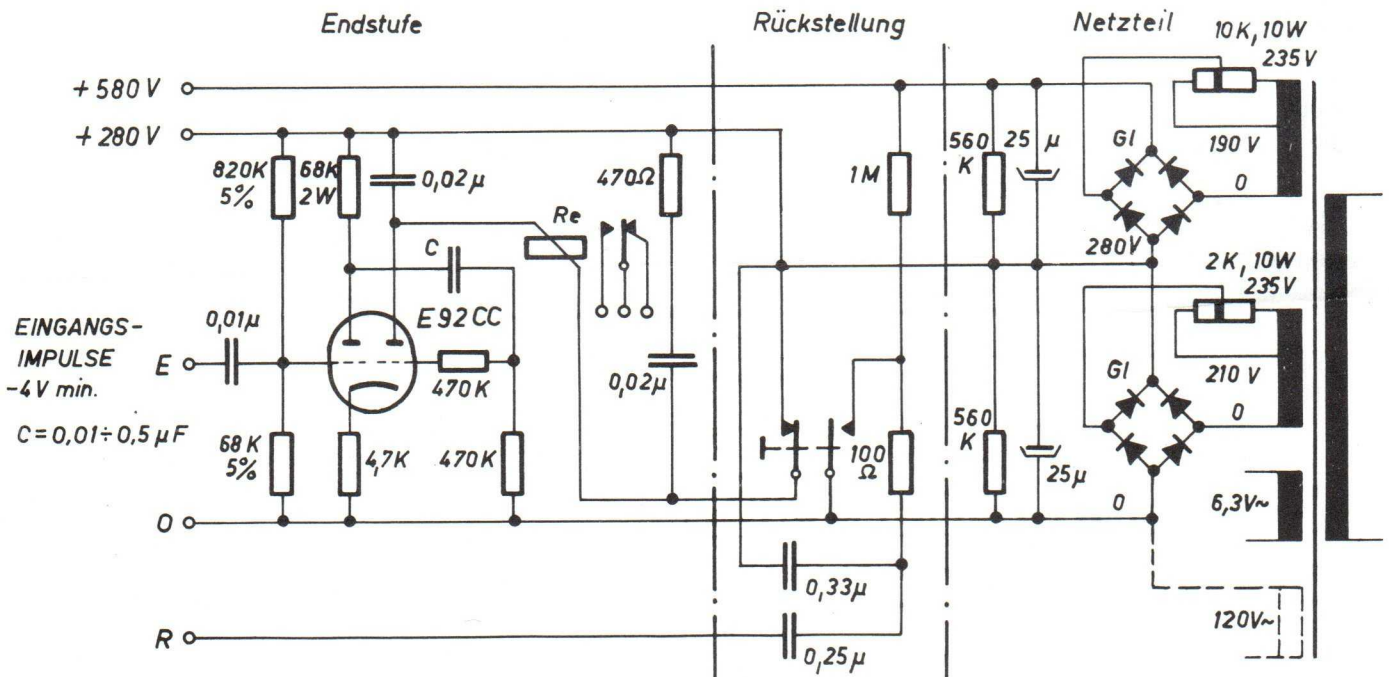 Endstufe
Rückstellung
Netzteil
10K, 10W
235V
+580V
+280V
820K
5%
68K
2W
0,02µ
470Ω
1M
560
K
25 µ
Gl
190 V
0
Re
C
280V
2K, 10W
235V
EINGANGS-
IMPULSE
-4V min.
0,01µ
E
E92CC
470K
0,02µ
Gl
210 V
0
C=0,01÷0,5µF
68K
5%
4,7K
470K
100
Ω
560
K
25µ
0
6,3V~
0
0,33µ
120V~
R
0,25µ